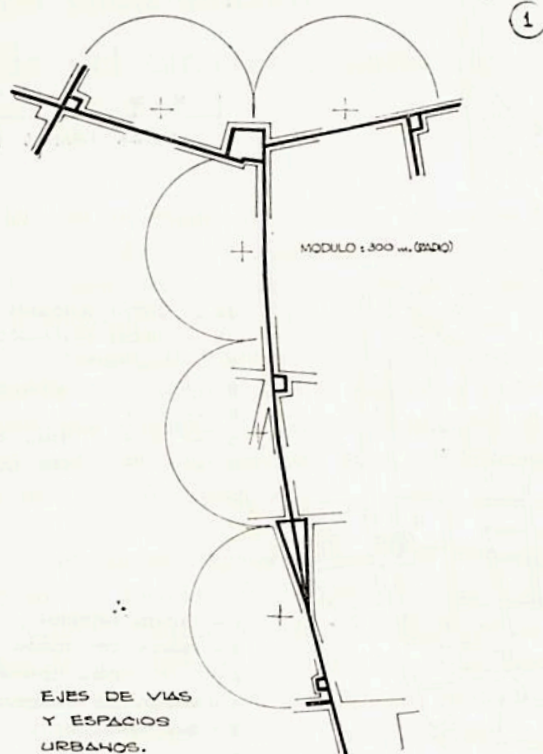 1
MODULO : 300 m. (RADIO)
EJES DE VIAS
Y ESPACIOS
URBANOS.